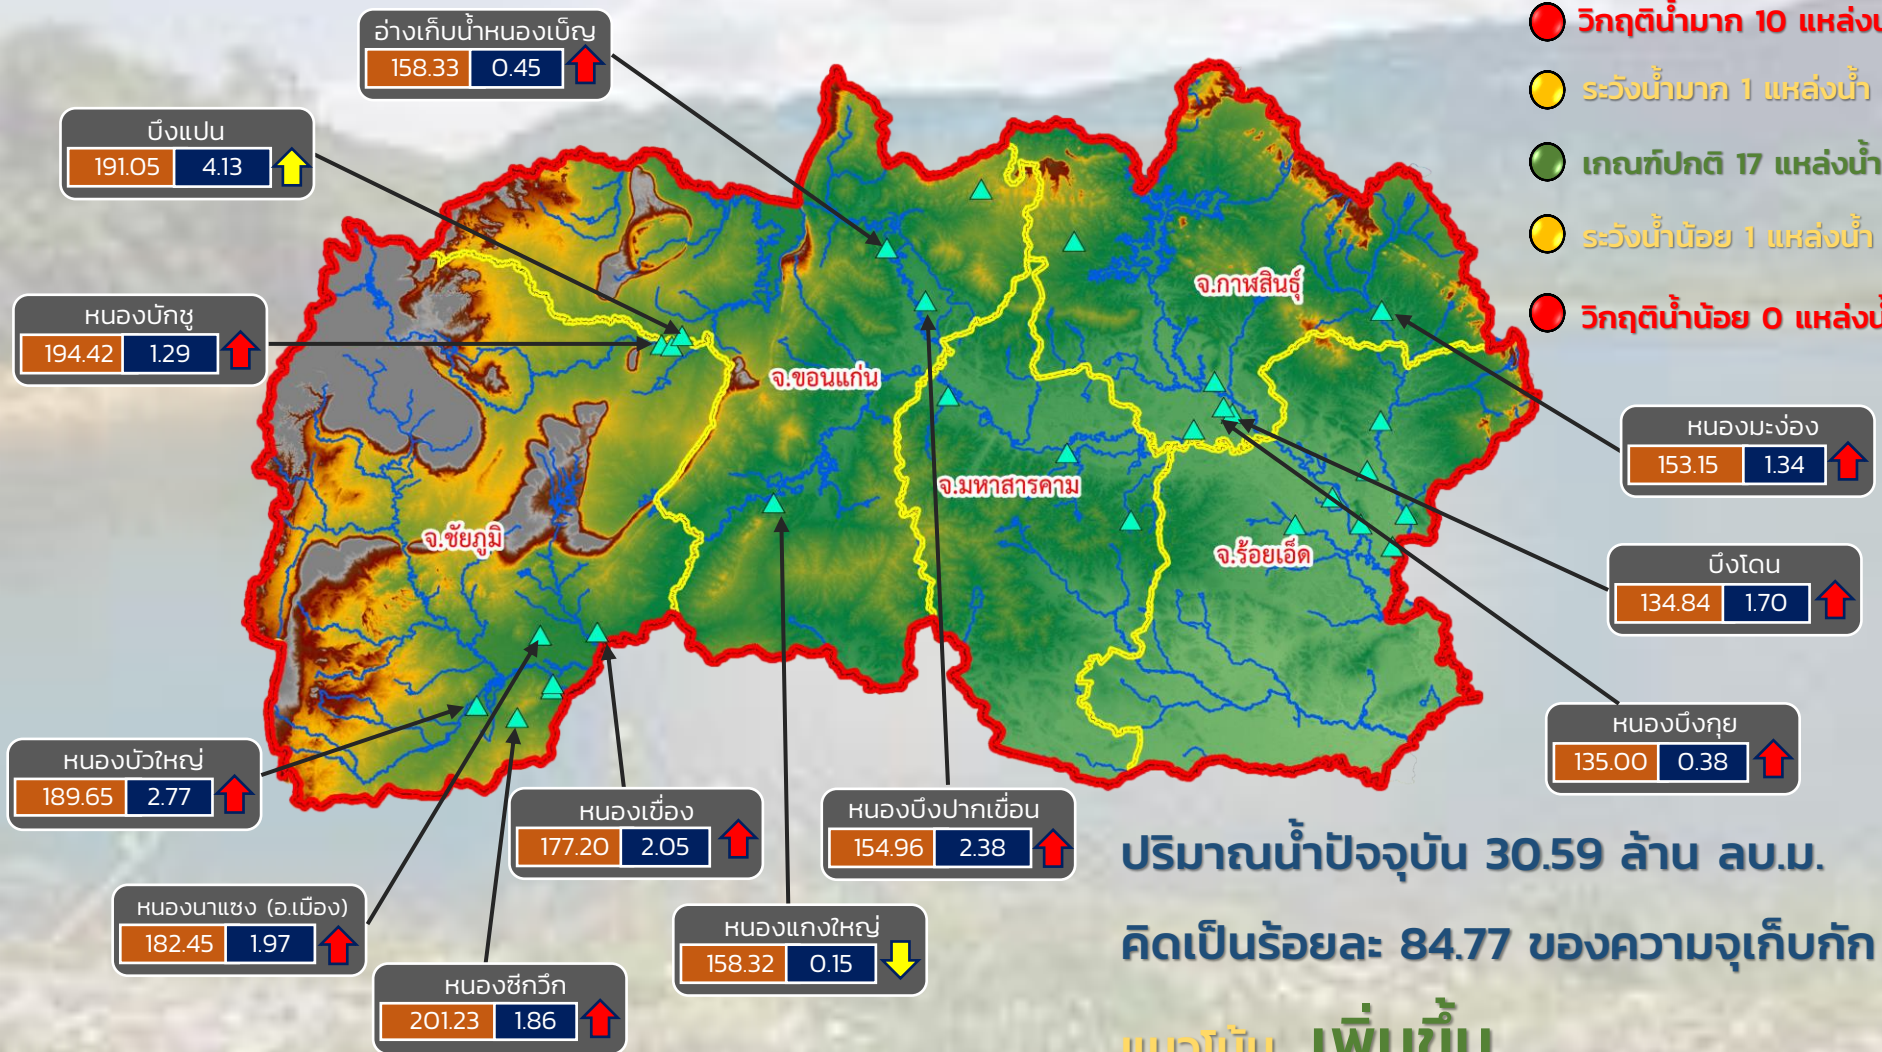 อ่างเก็บน้ำหนองเบ็ญ
158.33 0.45
บึงแปน
191.05 4.13
หนองบักชู
194.42 1.29
วิกฤติน้ำมาก 10 แหล่งน
ระวังน้ำมาก 1 แหล่งน้ำ
เกณฑ์ปกติ 17 แหล่งน้ำ
ระวังน้ำน้อย 1 แหล่งน้ำ
วิกฤติน้ำน้อย 0 แหล่งน้
จ.กาฬสินธุ์
จ.ขอนแก่น
จ.มหาสารคาม
จ.ชัยภูมิ
จ.ร้อยเอ็ด
หนองมะง่อง
153.15 1.34
บึงโดน
134.84 1.70
หนองบึงกุย
135.00 0.38
หนองบัวใหญ่
189.65 2.77
หนองเขื่อง
177.20 2.05
หนองบึงปากเขื่อน
154.96 2.38
หนองนาแซง (อ.เมือง)
182.45 1.97
หนองแกงใหญ่
158.32 0.15
หนองซีกวึก
201.23 1.86
ปริมาณน้ำปัจจุบัน 30.59 ล้าน ลบ.ม.
คิดเป็นร้อยละ 84.77 ของความจุเก็บกัก
แนวโน้ม เพิ่มขึ้น